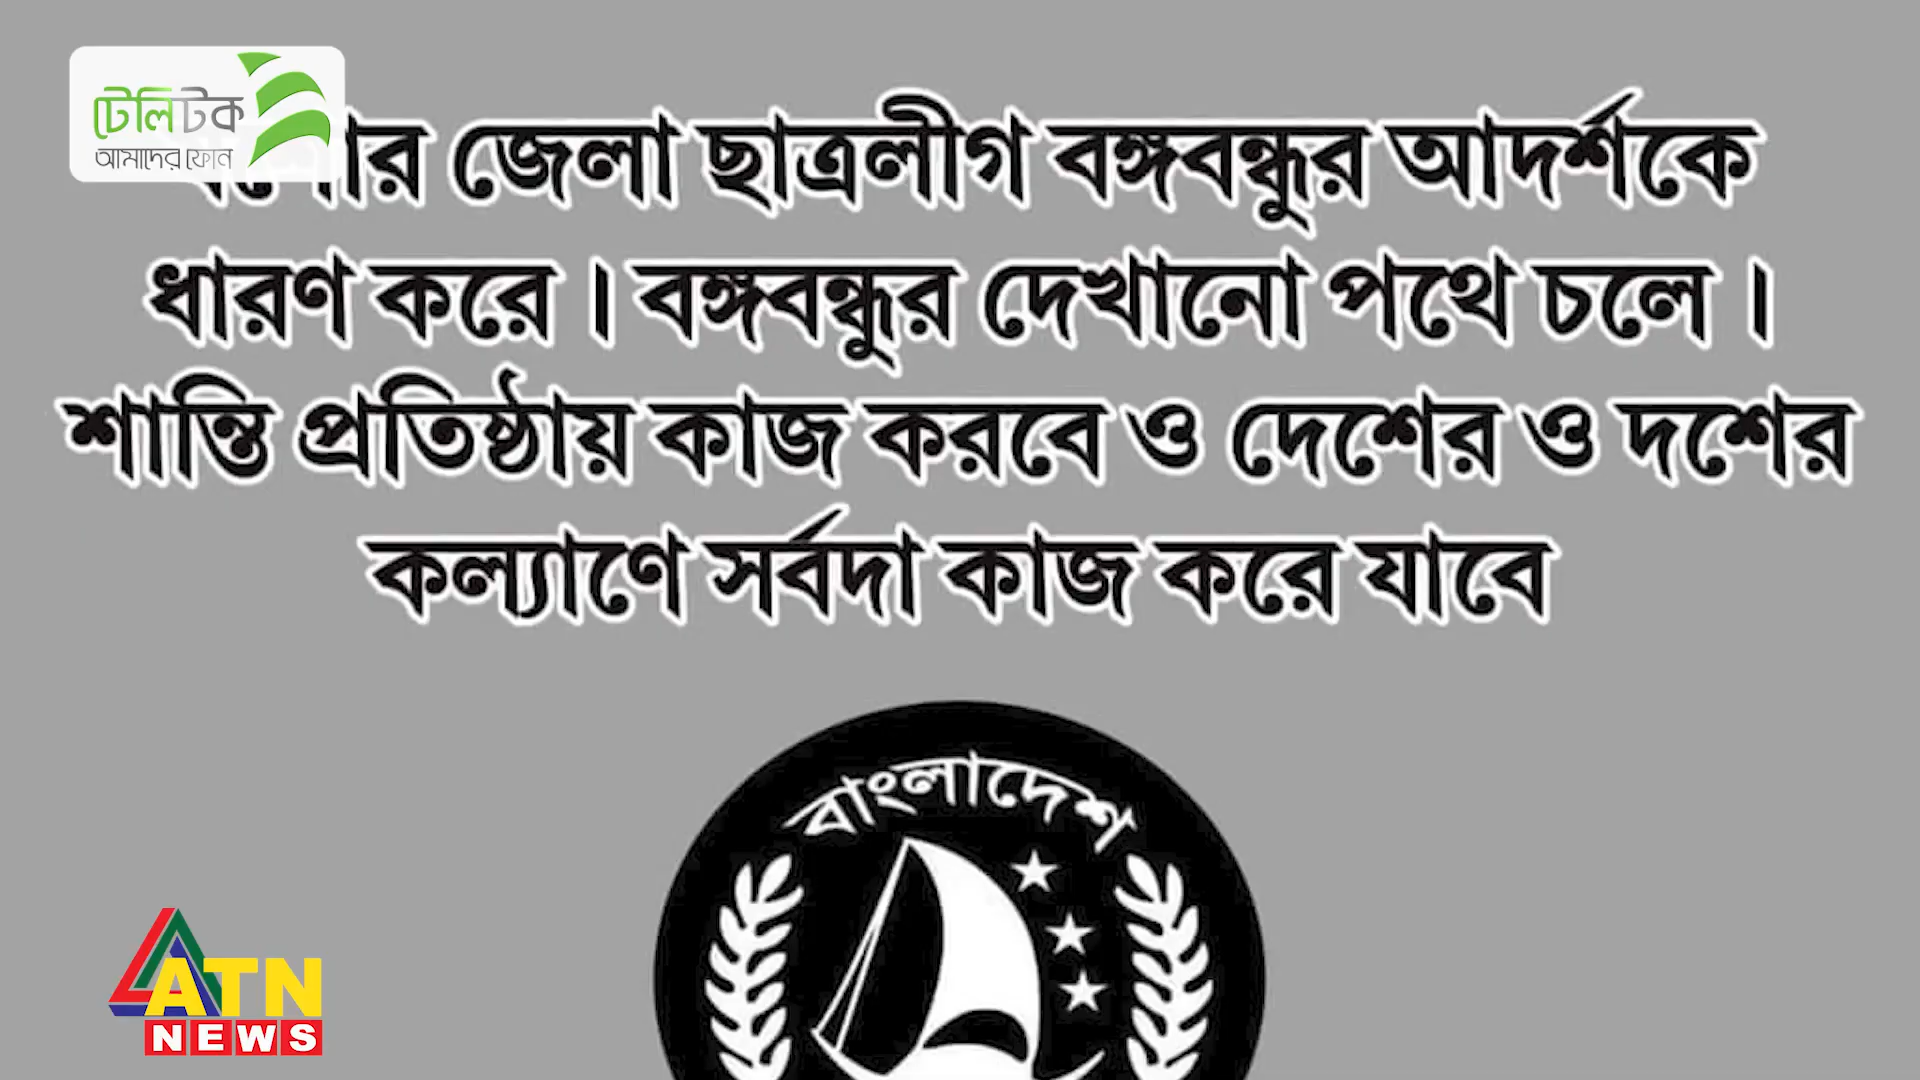 টেলিটক
আমাদের ফোন
জেলা ছাত্রলীগ বঙ্গবন্ধুর আদর্শকে
ধারণ করে । বঙ্গবন্ধুর দেখানো পথে চলে ।
শান্তি প্রতিষ্ঠায় কাজ করবে ও দেশের ও দশের
কল্যাণে সর্বদা কাজ করে যাবে
বাংলাদেশ
ATN
NEWS